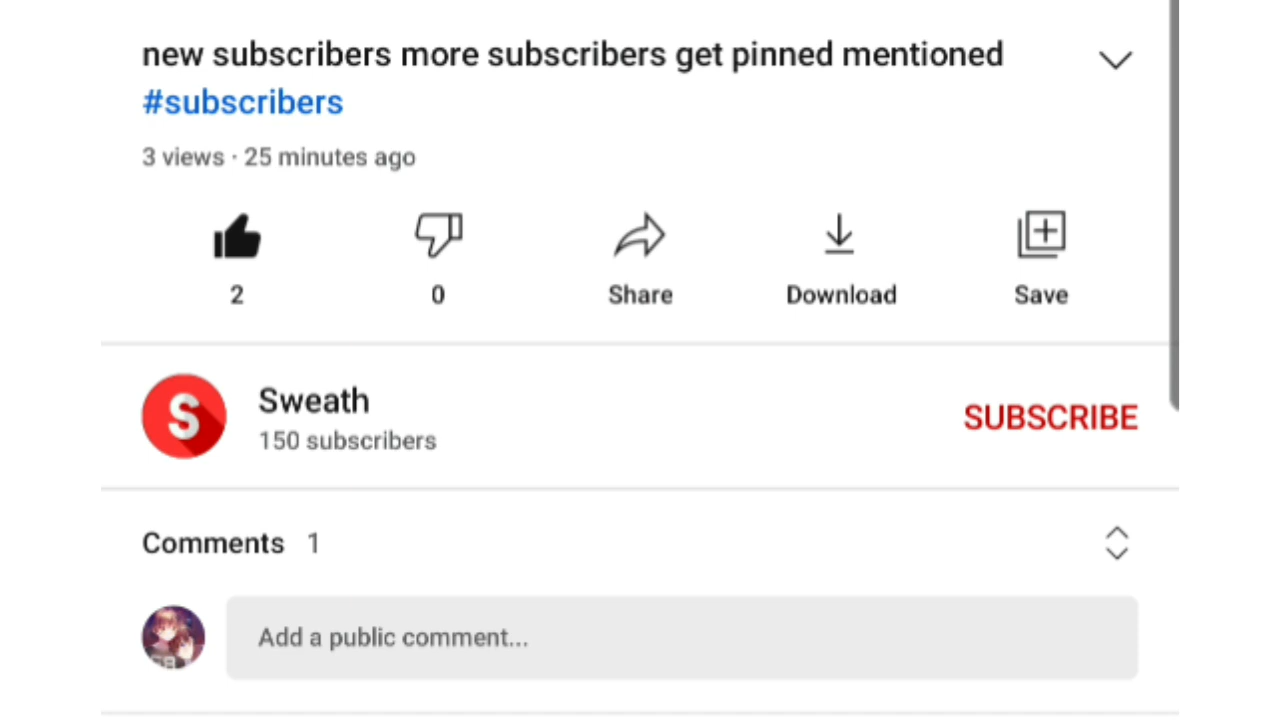 new subscribers more subscribers get pinned mentioned
#subscribers
3 views · 25 minutes ago
2
0
Share
Download
Save
S
Sweath
150 subscribers
SUBSCRIBE
Comments 1
Add a public comment...